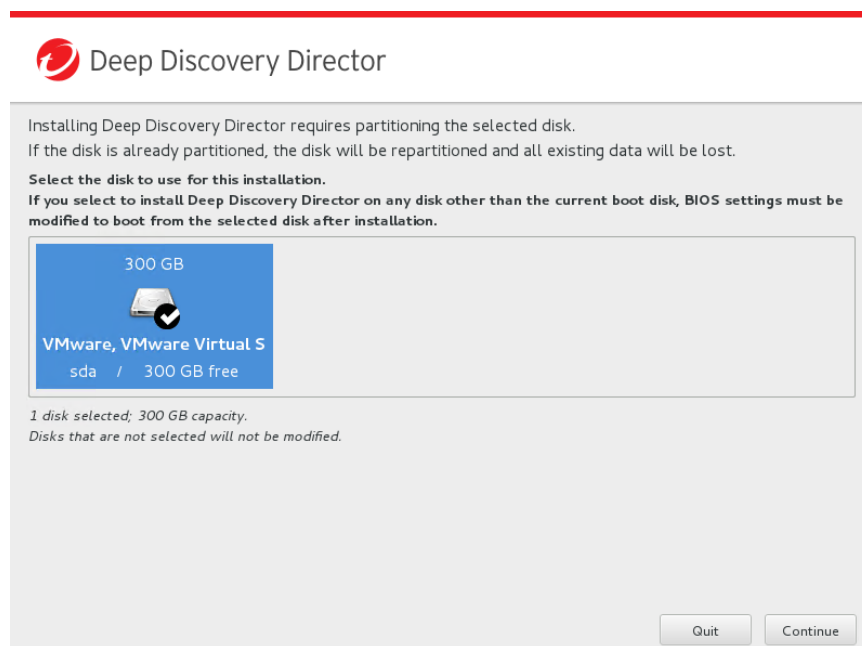 Deep Discovery Director
Installing Deep Discovery Director requires partitioning the selected disk.
If the disk is already partitioned, the disk will be repartitioned and all existing data will be lost.
Select the disk to use for this installation.
If you select to install Deep Discovery Director on any disk other than the current boot disk, BIOS settings must be
modified to boot from the selected disk after installation.
300 GB
VMware, VMware Virtual S
sda / 300 GB free
1 disk selected; 300 GB capacity.
Disks that are not selected will not be modified.
Quit Continue